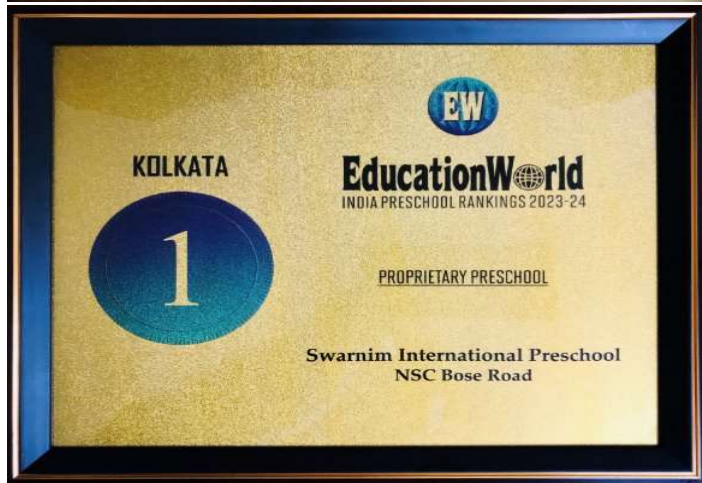 KOLKATA
1
EW
EducationWorld
INDIA PRESCHOOL RANKINGS 2023-24
PROPRIETARY PRESCHOOL
Swarnim International Preschool
NSC Bose Road